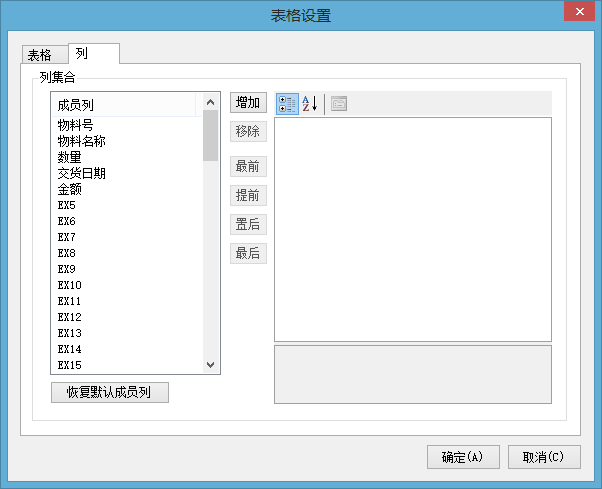 表格设置
表格
列
列集合
成员列
物料号
物料名称
数量
交货日期
金额
EX5
EX6
EX7
EX8
EX9
EX10
EX11
EX12
EX13
EX14
EX15
增加
移除
最前
提前
置后
最后
恢复默认成员列
确定(A)
取消(C)